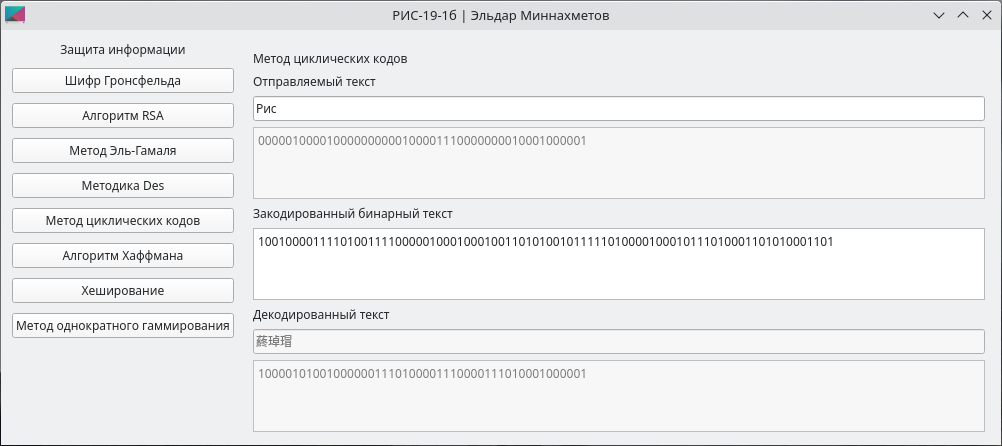 РИС-19-1б | Эльдар Миннахметов
Защита информации
Шифр Гронсфельда
Алгоритм RSA
Метод Эль-Гамаля
Методика Des
Метод циклических кодов
Алгоритм Хаффмана
Хеширование
Метод однократного гаммирования
Метод циклических кодов
Отправляемый текст
Рис
000001000010000000000100001110000000010001000001
Закодированный бинарный текст
100100001111010011110000010001000100110101001011111010000100010111010001101010001101
Декодированный текст
蕤琸瑁
100001010010000001110100001110000111010001000001